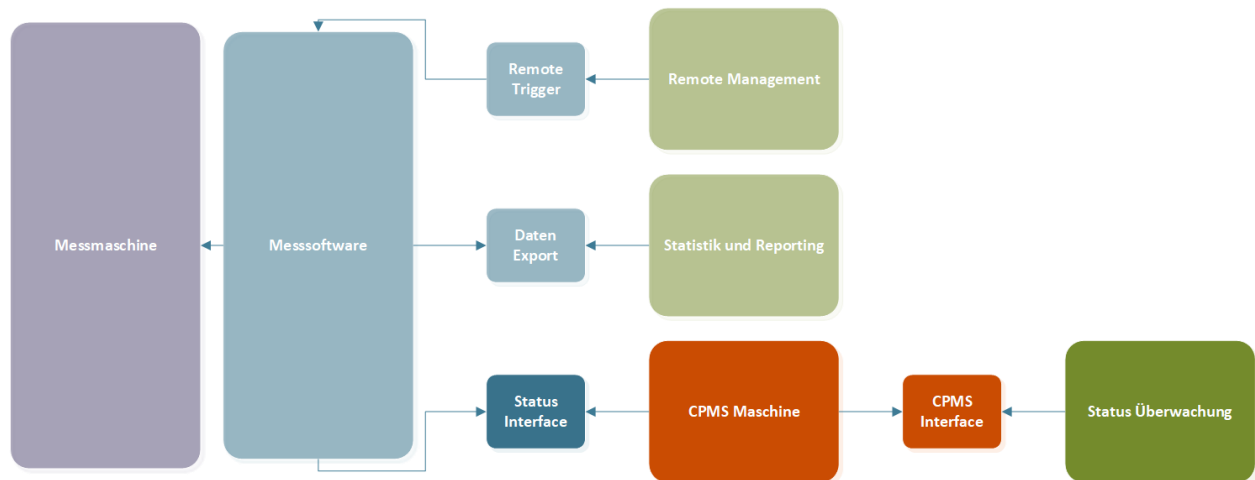 Remote
Trigger
Remote Management
Messmaschine
Messsoftware
Daten
Export
Statistik und Reporting
Status
Interface
CPMS Maschine
CPMS
Interface
Status Überwachung